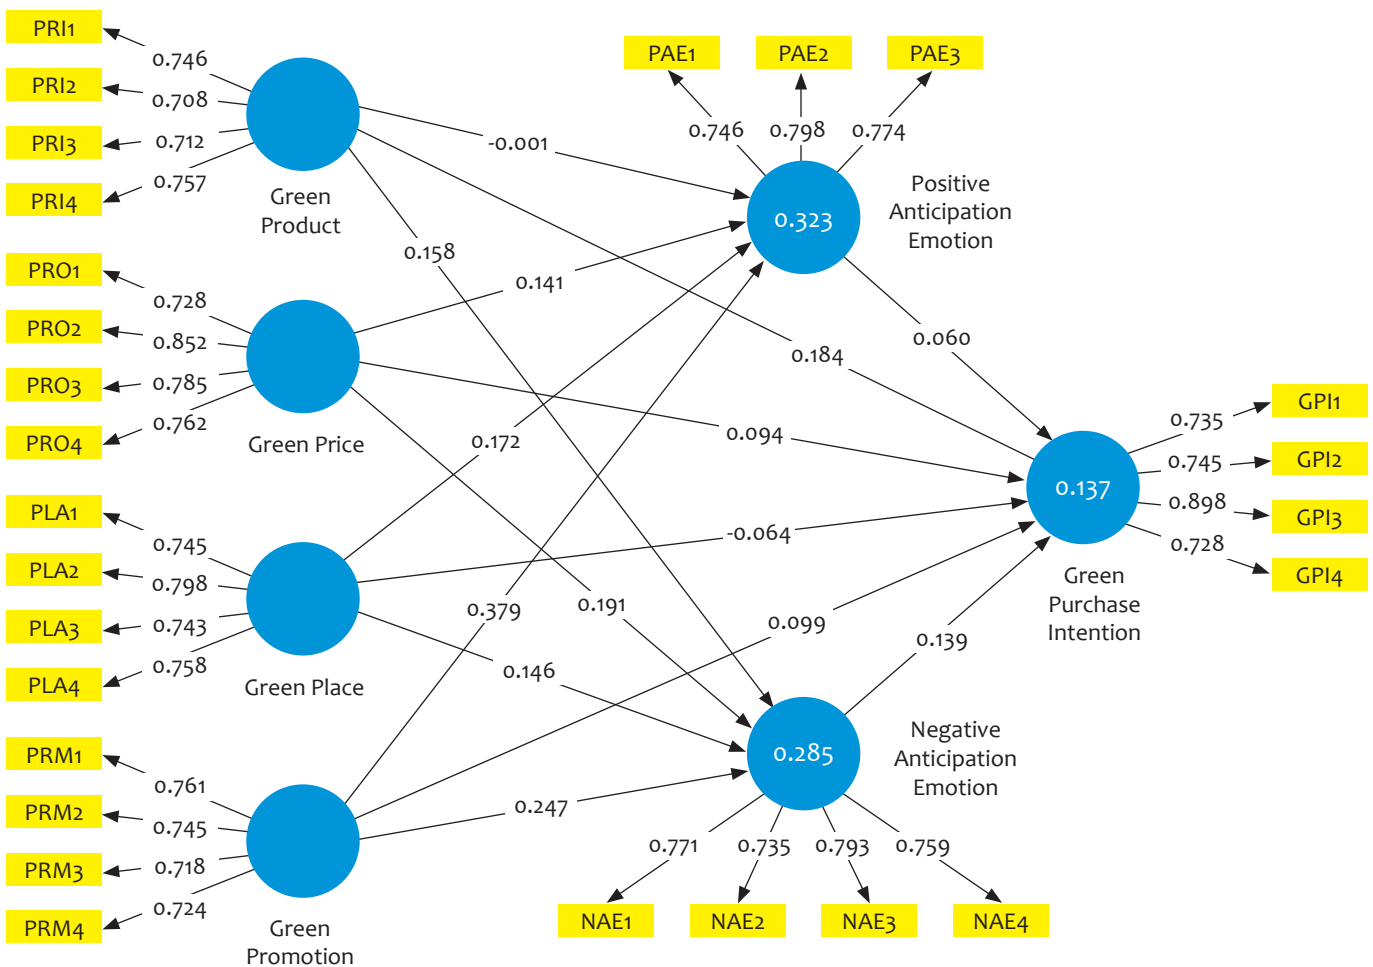 PRI1
0.746
PRI2
0.708
PRI3
0.712
PRI4
0.757
Green
Product
PRO1
0.728
PRO2
0.852
PRO3
0.785
PRO4
0.762
Green Price
PLA1
0.745
PLA2
0.798
PLA3
0.743
PLA4
0.758
Green Place
PRM1
0.761
PRM2
0.745
PRM3
0.718
PRM4
0.724
Green
Promotion
-0.001
0.158
0.141
0.184
0.172
0.094
-0.064
0.379
0.191
0.099
0.146
0.247
PAE1
PAE2
PAE3
0.746
0.798
0.774
0.323
Positive
Anticipation
Emotion
0.060
0.137
Green
Purchase
Intention
0.139
0.285
Negative
Anticipation
Emotion
0.771
0.735
0.793
0.759
NAE1
NAE2
NAE3
NAE4
GPI1
0.735
GPI2
0.745
GPI3
0.898
GPI4
0.728